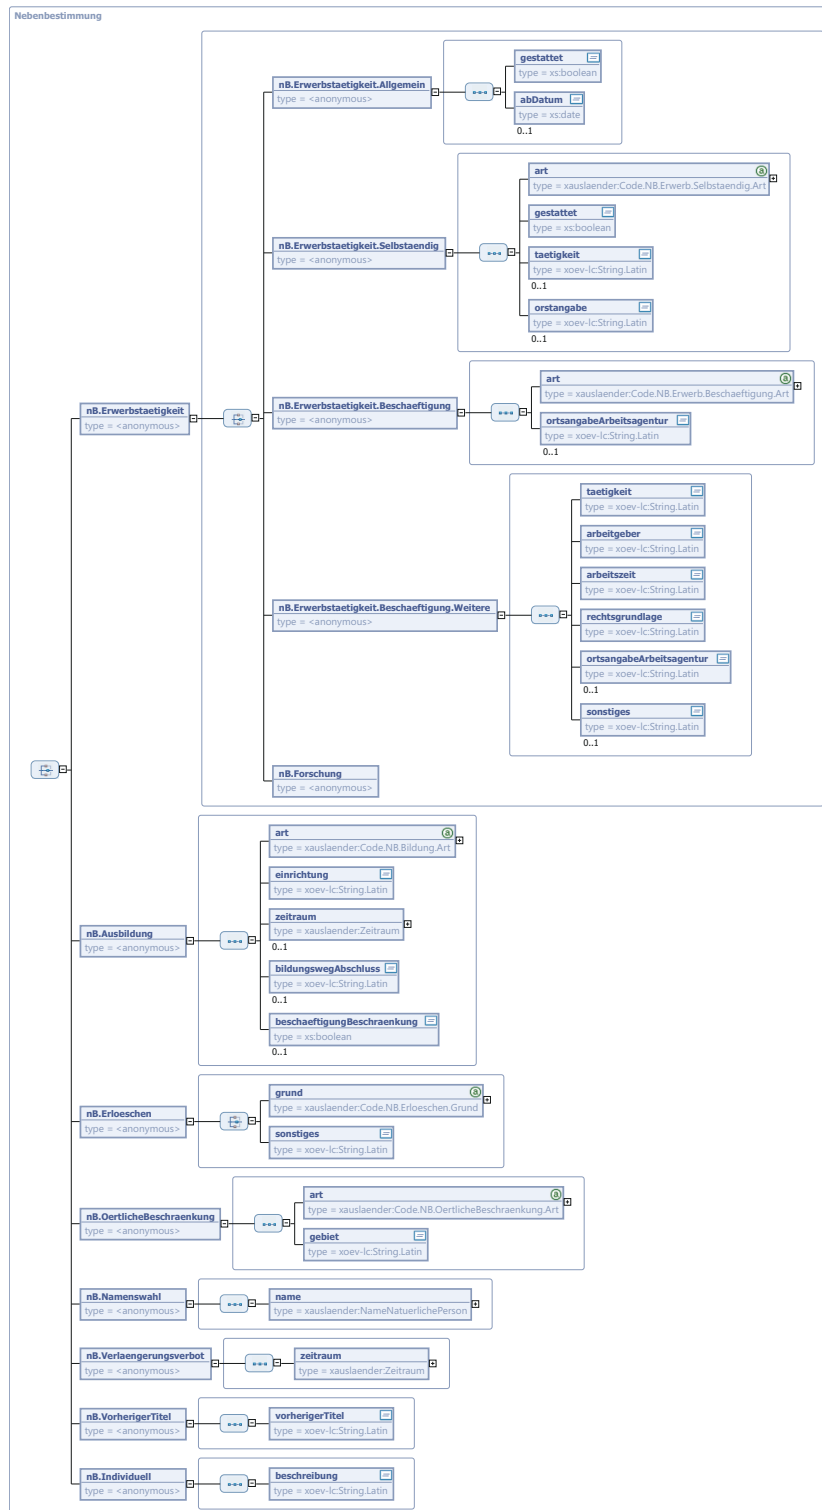 Nebenbestimmung
nB.Erwerbstaetigkeit
type = <anonymous>
nB.Erwerbstaetigkeit.Allgemein
type = <anonymous>
gestattet
type = xs:boolean
abDatum
type = xs:date
0..1
nB.Erwerbstaetigkeit.Selbstaendig
type = <anonymous>
art
a
type = xauslaender:Code.NB.Erwerb.Selbstaendig.Art
gestattet
type = xs:boolean
taetigkeit
type = xoev-lc:String.Latin
0..1
orstangabe
type = xoev-lc:String.Latin
0..1
nB.Erwerbstaetigkeit.Beschaeftigung
type = <anonymous>
art
a
type = xauslaender:Code.NB.Erwerb.Beschaeftigung.Art
ortsangabeArbeitsagentur
type = xoev-lc:String.Latin
0..1
nB.Erwerbstaetigkeit.Beschaeftigung.Weitere
type = <anonymous>
taetigkeit
type = xoev-lc:String.Latin
arbeitgeber
type = xoev-lc:String.Latin
arbeitszeit
type = xoev-lc:String.Latin
rechtsgrundlage
type = xoev-lc:String.Latin
ortsangabeArbeitsagentur
type = xoev-lc:String.Latin
0..1
sonstiges
type = xoev-lc:String.Latin
0..1
nB.Forschung
type = <anonymous>
nB.Ausbildung
type = <anonymous>
art
a
type = xauslaender:Code.NB.Bildung.Art
einrichtung
type = xoev-lc:String.Latin
zeitraum
type = xauslaender:Zeitraum
0..1
bildungswegAbschluss
type = xoev-lc:String.Latin
0..1
beschaeftigungBeschraenkung
type = xs:boolean
0..1
nB.Erloeschen
type = <anonymous>
grund
a
type = xauslaender:Code.NB.Erloeschen.Grund
sonstiges
type = xoev-lc:String.Latin
nB.OertlicheBeschraenkung
type = <anonymous>
art
a
type = xauslaender:Code.NB.OertlicheBeschraenkung.Art
gebiet
type = xoev-lc:String.Latin
nB.Namenswahl
type = <anonymous>
name
type = xauslaender:NameNatuerlichePerson
nB.Verlaengerungsverbot
type = <anonymous>
zeitraum
type = xauslaender:Zeitraum
nB.VorherigerTitel
type = <anonymous>
vorherigerTitel
type = xoev-lc:String.Latin
nB.Individuell
type = <anonymous>
beschreibung
type = xoev-lc:String.Latin